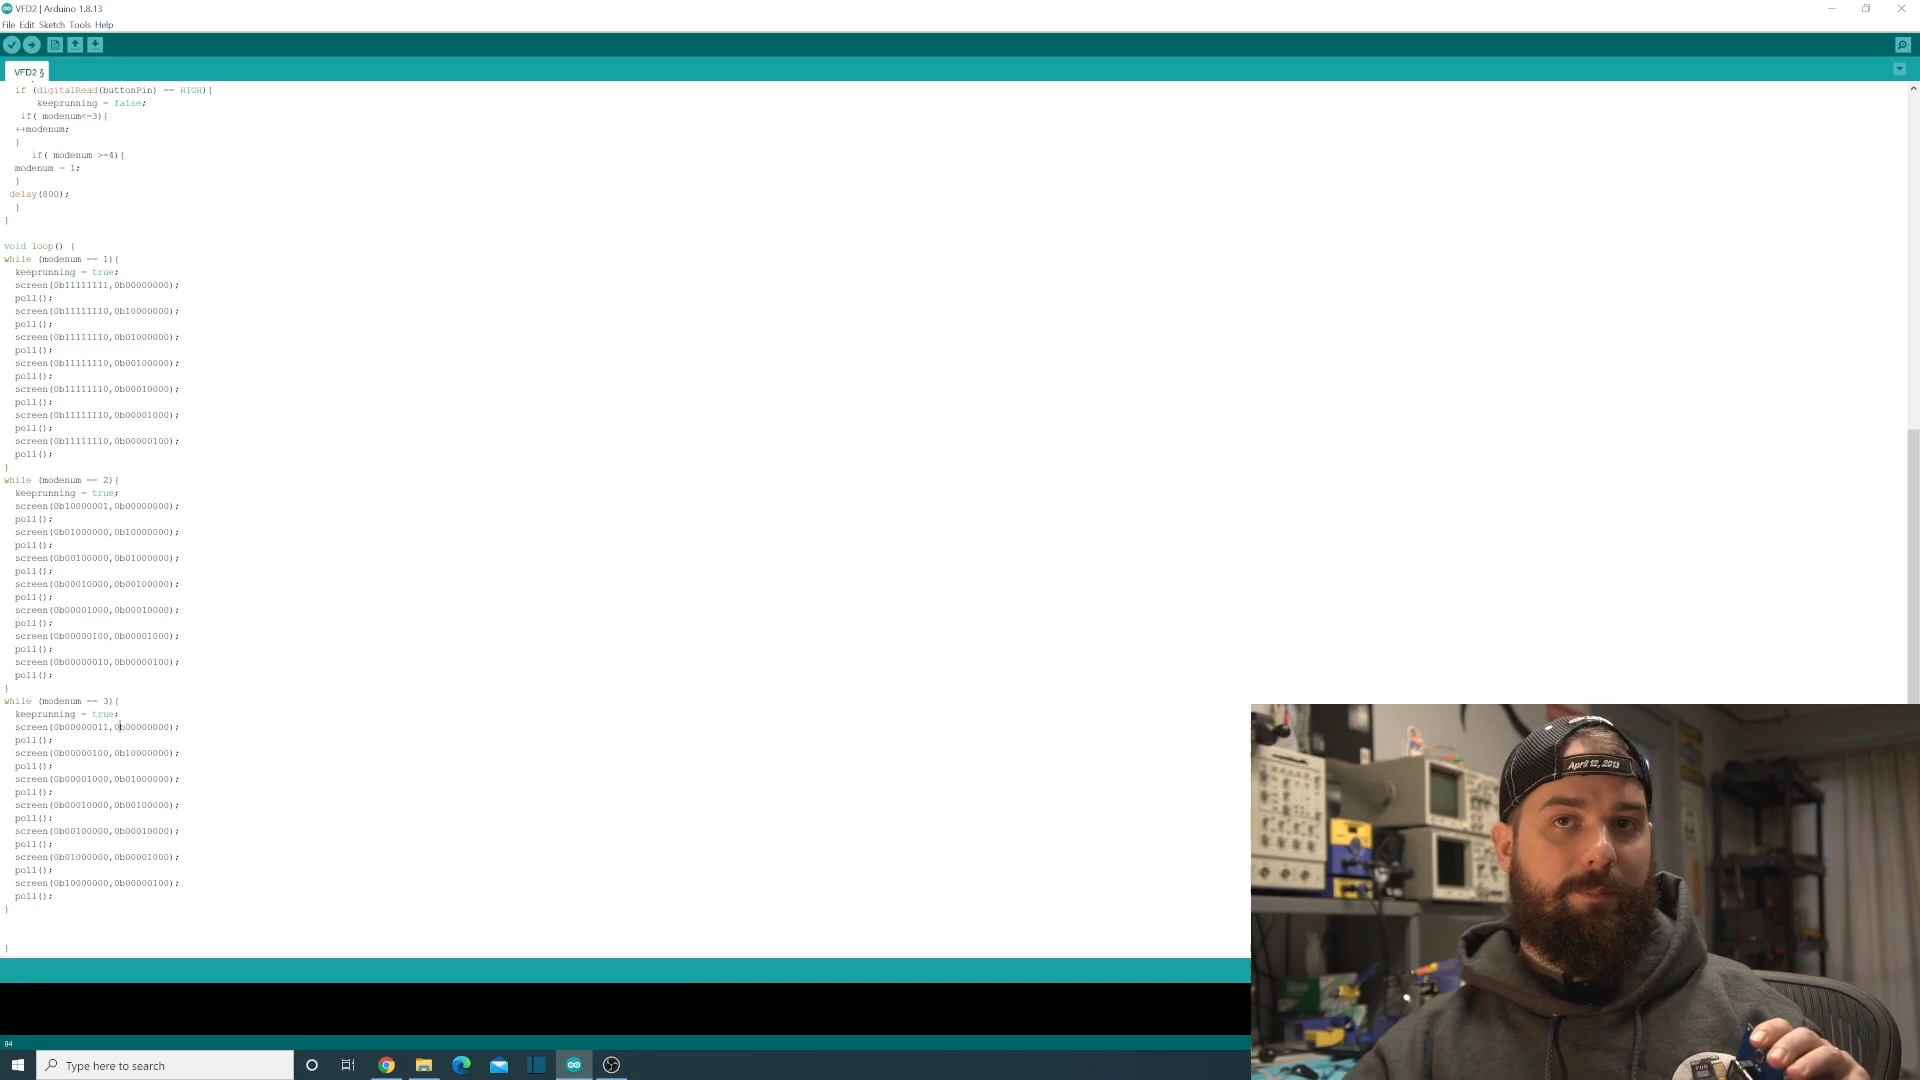 VFD2 | Arduino 1.8.13
File Edit Sketch Tools Help
VFD2 §
if (digitalRead(buttonPin) == HIGH){
keeprunning = false;
if( modenum<=3){
++modenum;
}
if( modenum >=4){
modenum = 1;
}
delay(800);
}
}
void loop() {
while (modenum == 1){
keeprunning = true;
screen(0b11111111,0b00000000);
poll();
screen(0b11111110,0b10000000);
poll();
screen(0b11111110,0b01000000);
poll();
screen(0b11111110,0b00100000);
poll();
screen(0b11111110,0b00010000);
poll();
screen(0b11111110,0b00001000);
poll();
screen(0b11111110,0b00000100);
poll();
}
while (modenum == 2){
keeprunning = true;
screen(0b10000001,0b00000000);
poll();
screen(0b01000000,0b10000000);
poll();
screen(0b00100000,0b01000000);
poll();
screen(0b00010000,0b00100000);
poll();
screen(0b00001000,0b00010000);
poll();
screen(0b00000100,0b00001000);
poll();
screen(0b00000010,0b00000100);
poll();
}
while (modenum == 3){
keeprunning = true;
screen(0b00000011,0b00000000);
poll();
screen(0b00000100,0b10000000);
poll();
screen(0b00001000,0b01000000);
poll();
screen(0b00010000,0b00100000);
poll();
screen(0b00100000,0b00010000);
poll();
screen(0b01000000,0b00001000);
poll();
screen(0b10000000,0b00000100);
poll();
}
}
April 12, 2013
94
Type here to search